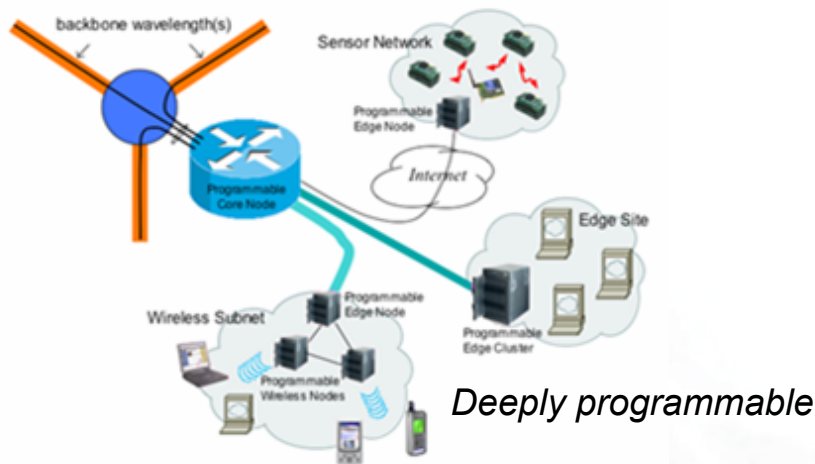 backbone wavelength(s)
Sensor Network
Programmable
Edge Node
Internet
Programmable
Core Node
Edge Site
Programmable
Edge Node
Wireless Subnet
Programmable
Edge Cluster
Programmable
Wireless Nodes
Deeply programmable